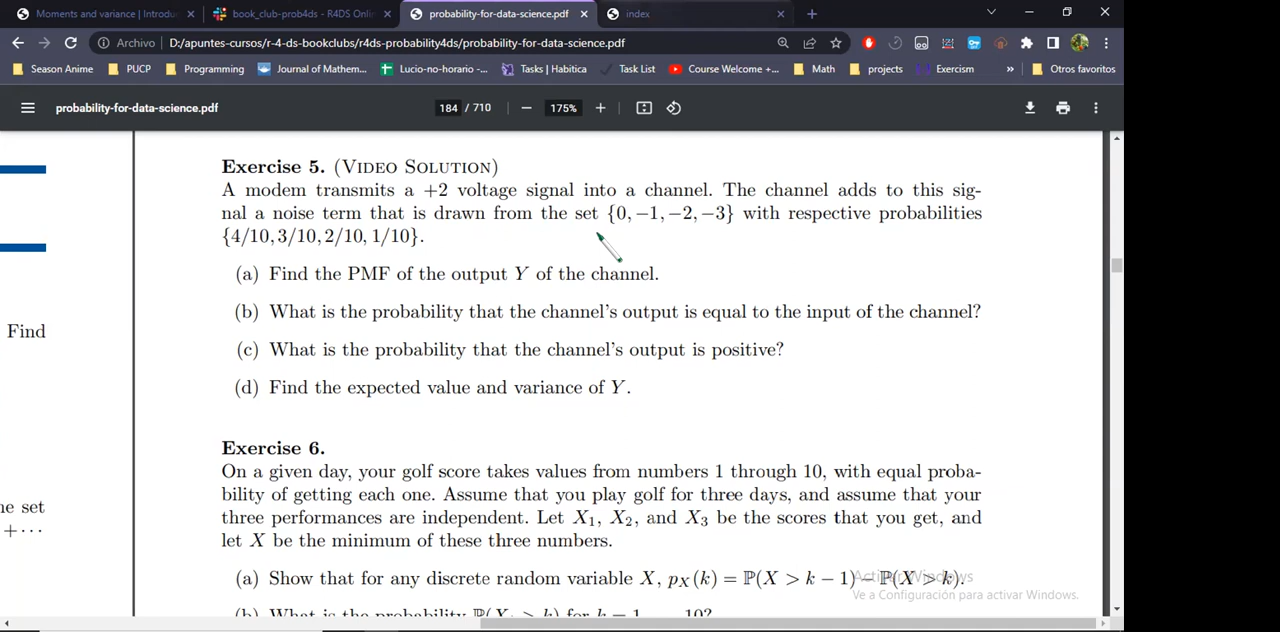 Moments and variance | Introdu
book_club-prob4ds - R4DS Onlin
probability-for-data-science.pdf
index
Archivo
D:/apuntes-cursos/r-4-ds-bookclubs/r4ds-probability4ds/probability-for-data-science.pdf
Season Anime
PUCP
Programming
Journal of Mathem...
Lucio-no-horario -...
Tasks | Habitica
Task List
Course Welcome +...
Math
projects
Exercism
»
Otros favoritos
probability-for-data-science.pdf
184 / 710
175%
Exercise 5. (VIDEO SOLUTION)
A modem transmits a +2 voltage signal into a channel. The channel adds to this sig-
nal a noise term that is drawn from the set {0, −1, −2, −3} with respective probabilities
{4/10, 3/10, 2/10, 1/10}.
(a) Find the PMF of the output Y of the channel.
(b) What is the probability that the channel's output is equal to the input of the channel?
Find
(c) What is the probability that the channel's output is positive?
(d) Find the expected value and variance of Y.
Exercise 6.
On a given day, your golf score takes values from numbers 1 through 10, with equal proba-
bility of getting each one. Assume that you play golf for three days, and assume that your
he set
three performances are independent. Let X₁, X₂, and X₃ be the scores that you get, and
+ ···
let X be the minimum of these three numbers.
(a) Show that for any discrete random variable X, pX(k) = ℙ(X > k − 1) − ℙ(X > k).
Activar Windows
Ve a Configuración para activar Windows.